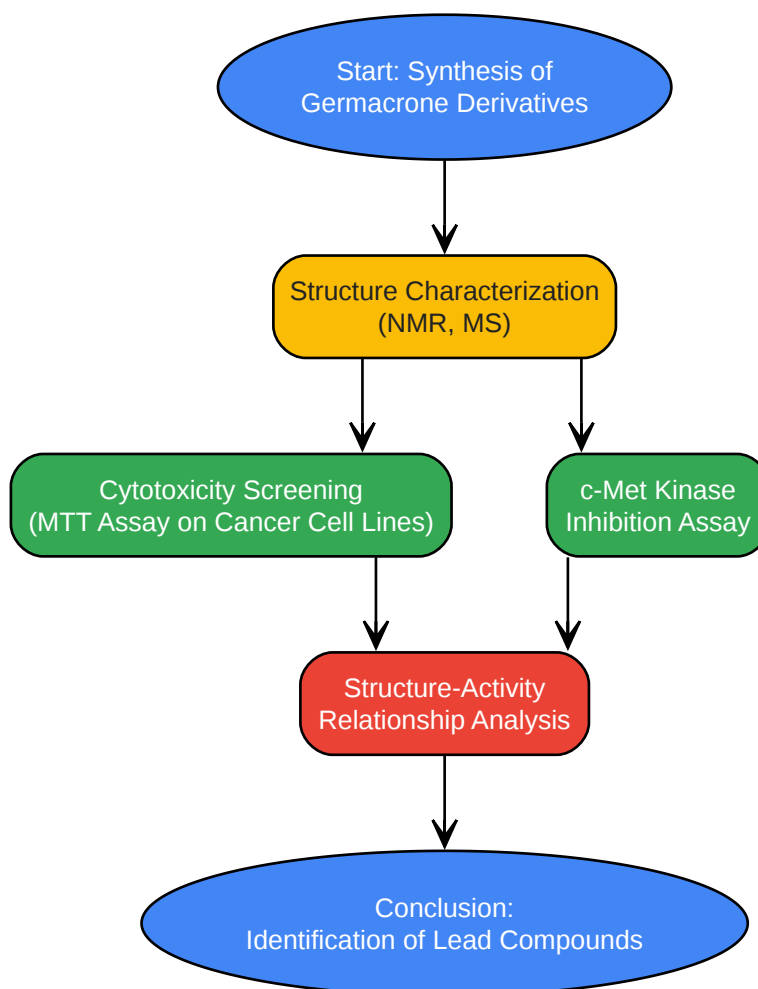 Start: Synthesis of
Germacrone Derivatives
Structure Characterization
(NMR, MS)
Cytotoxicity Screening
(MTT Assay on Cancer Cell Lines)
c-Met Kinase
Inhibition Assay
Structure-Activity
Relationship Analysis
Conclusion:
Identification of Lead Compounds